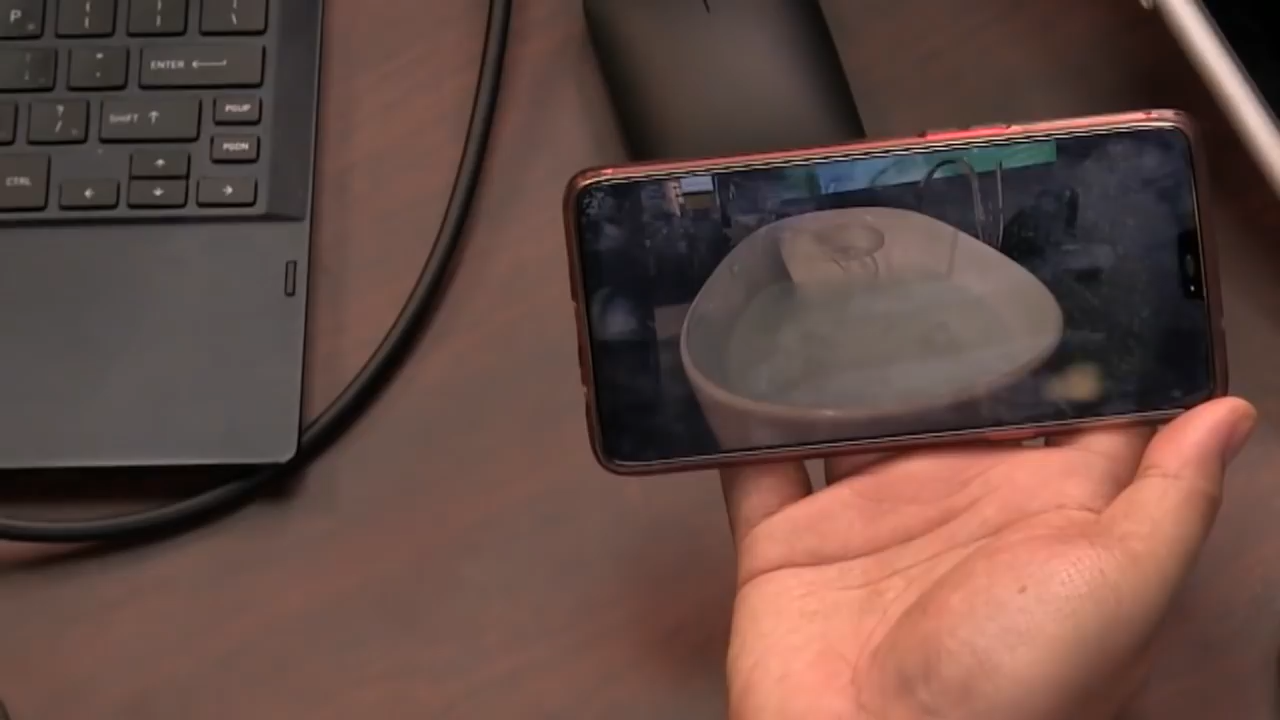 P [ ] \
; " ENTER
? / SHIFT PGUP
PGDN
CTRL